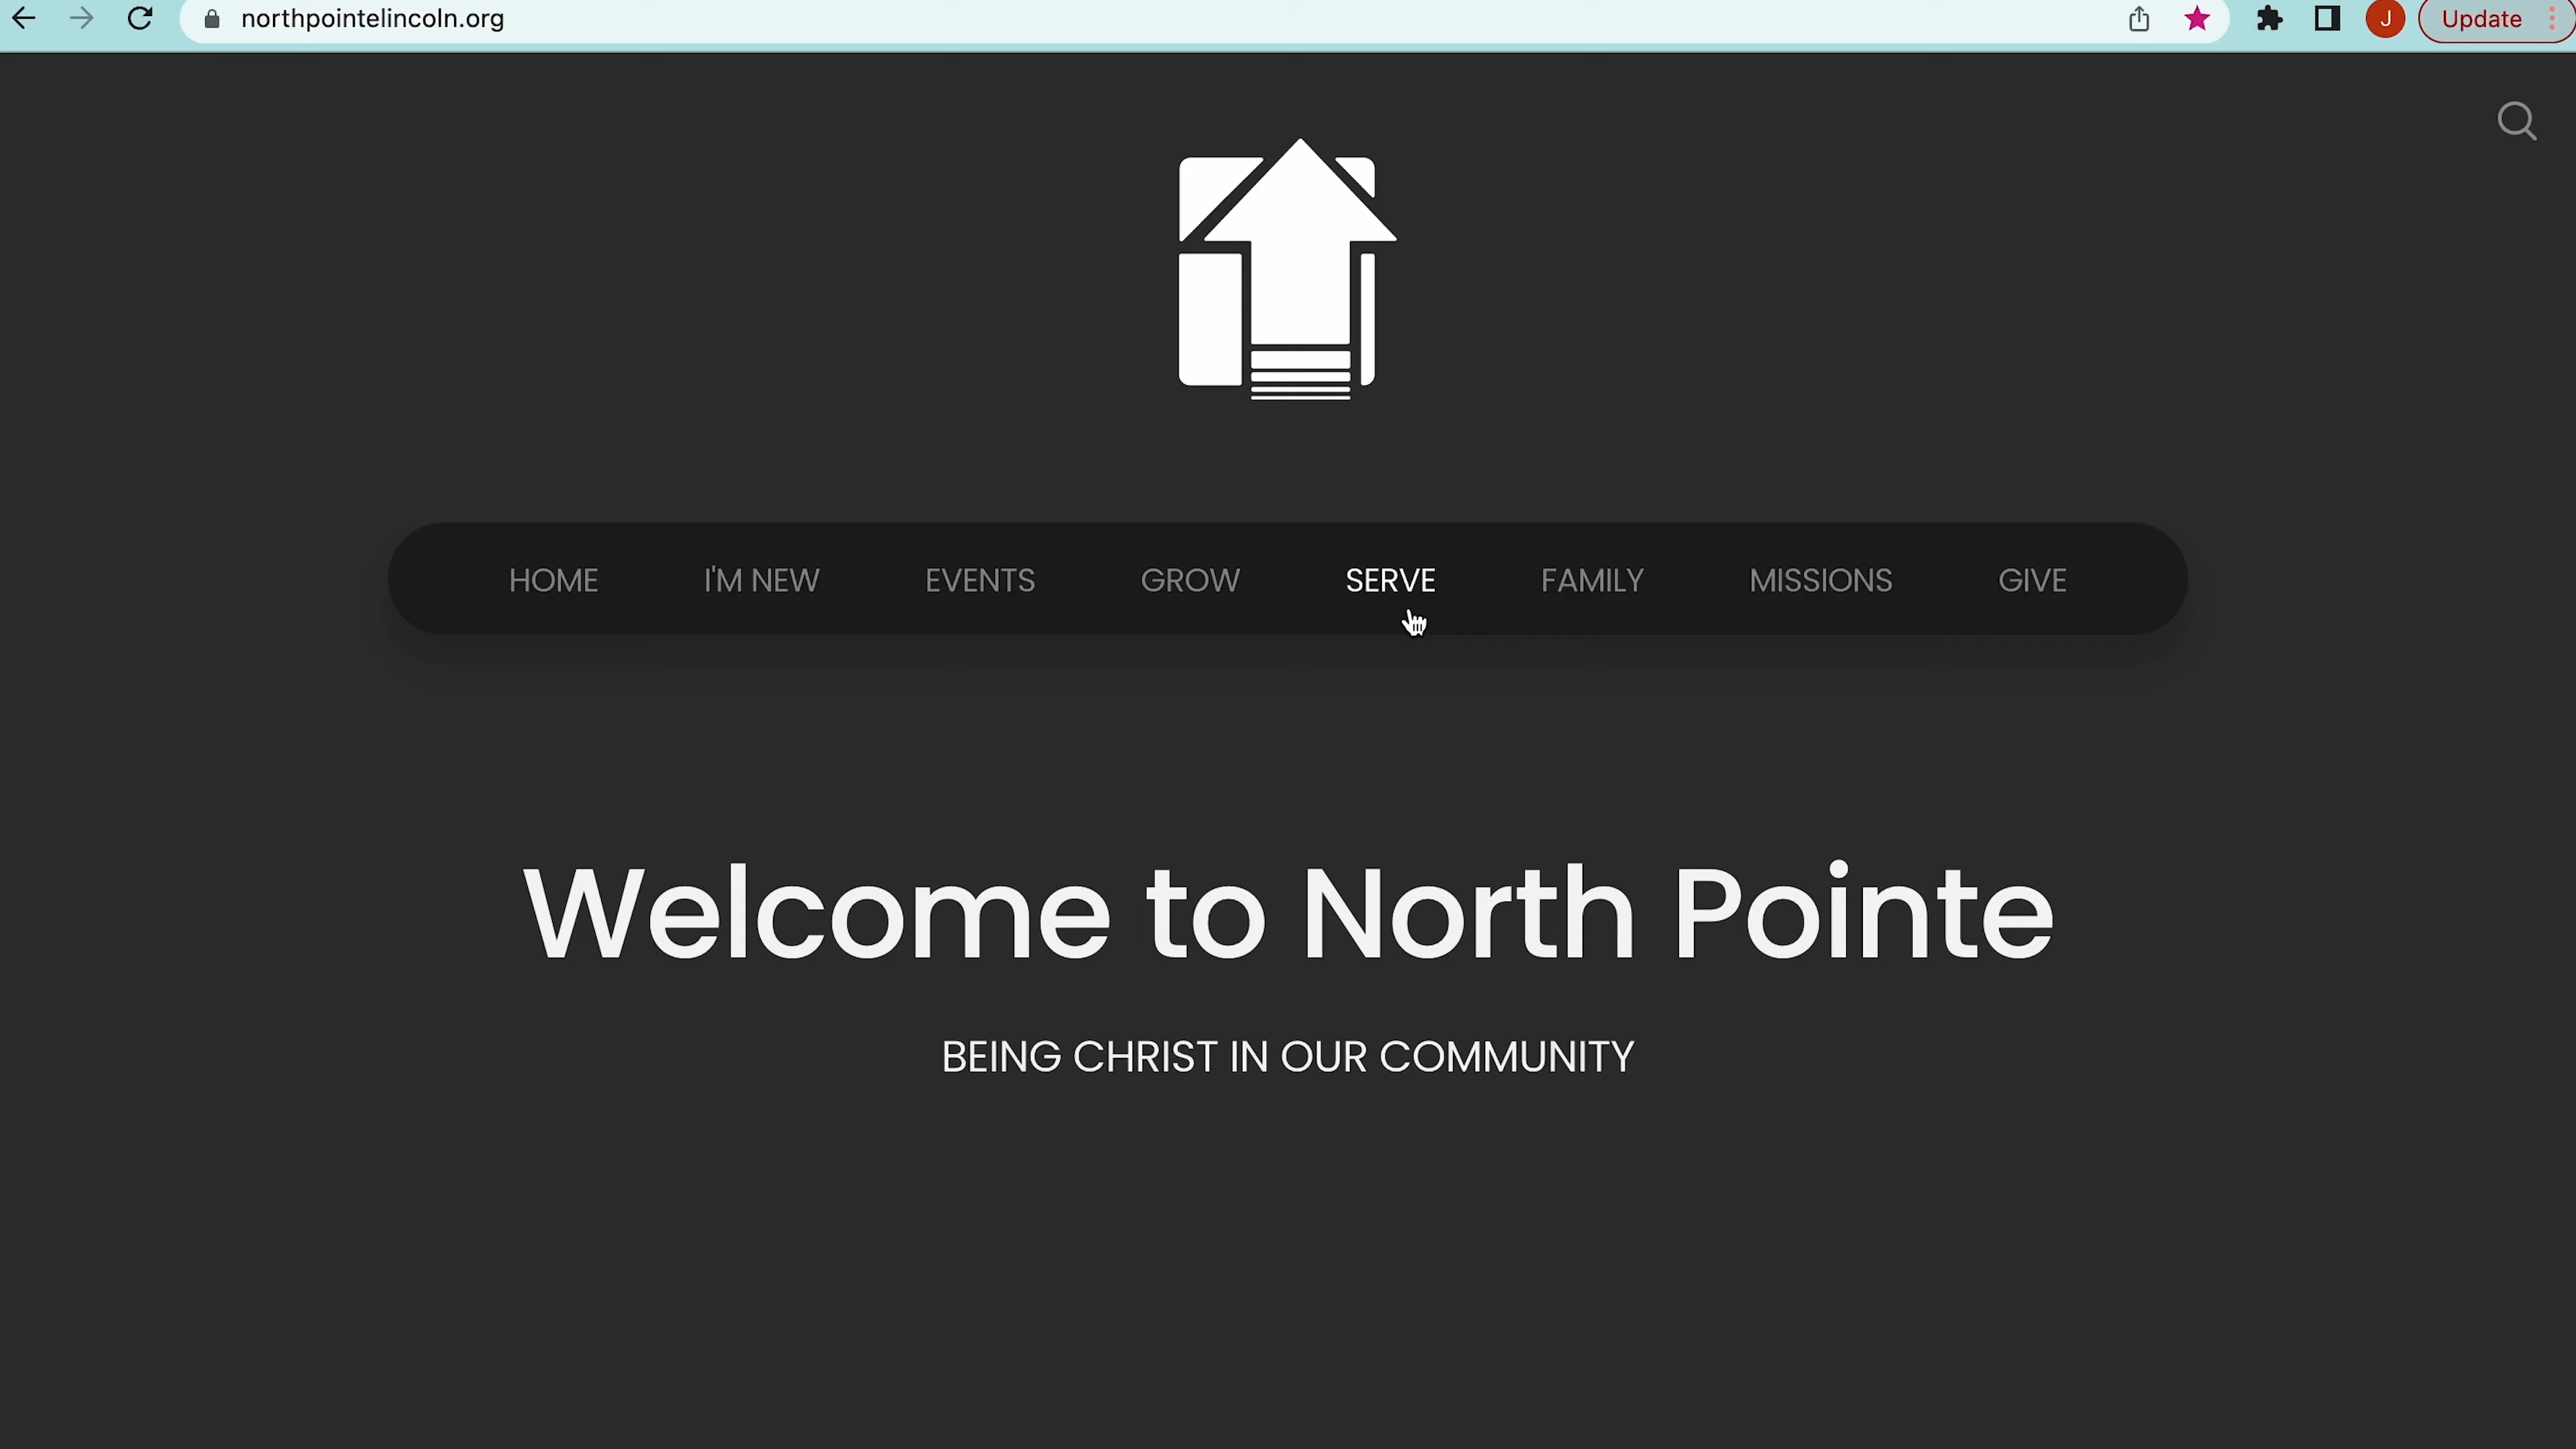 northpointelincoln.org
J
Update
HOME I'M NEW EVENTS GROW SERVE FAMILY MISSIONS GIVE
Welcome to North Pointe
BEING CHRIST IN OUR COMMUNITY